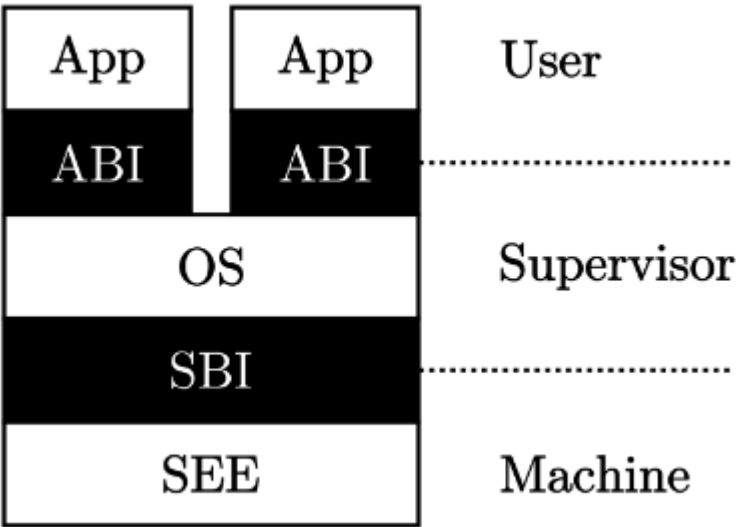 App App User
ABI ABI
OS Supervisor
SBI
SEE Machine